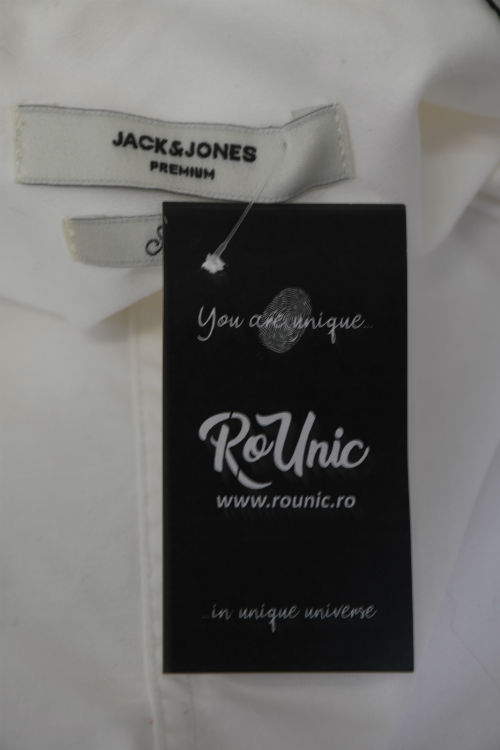 JACK&JONES
PREMIUM
You are unique...
RoUnic
www.rounic.ro
...in unique universe